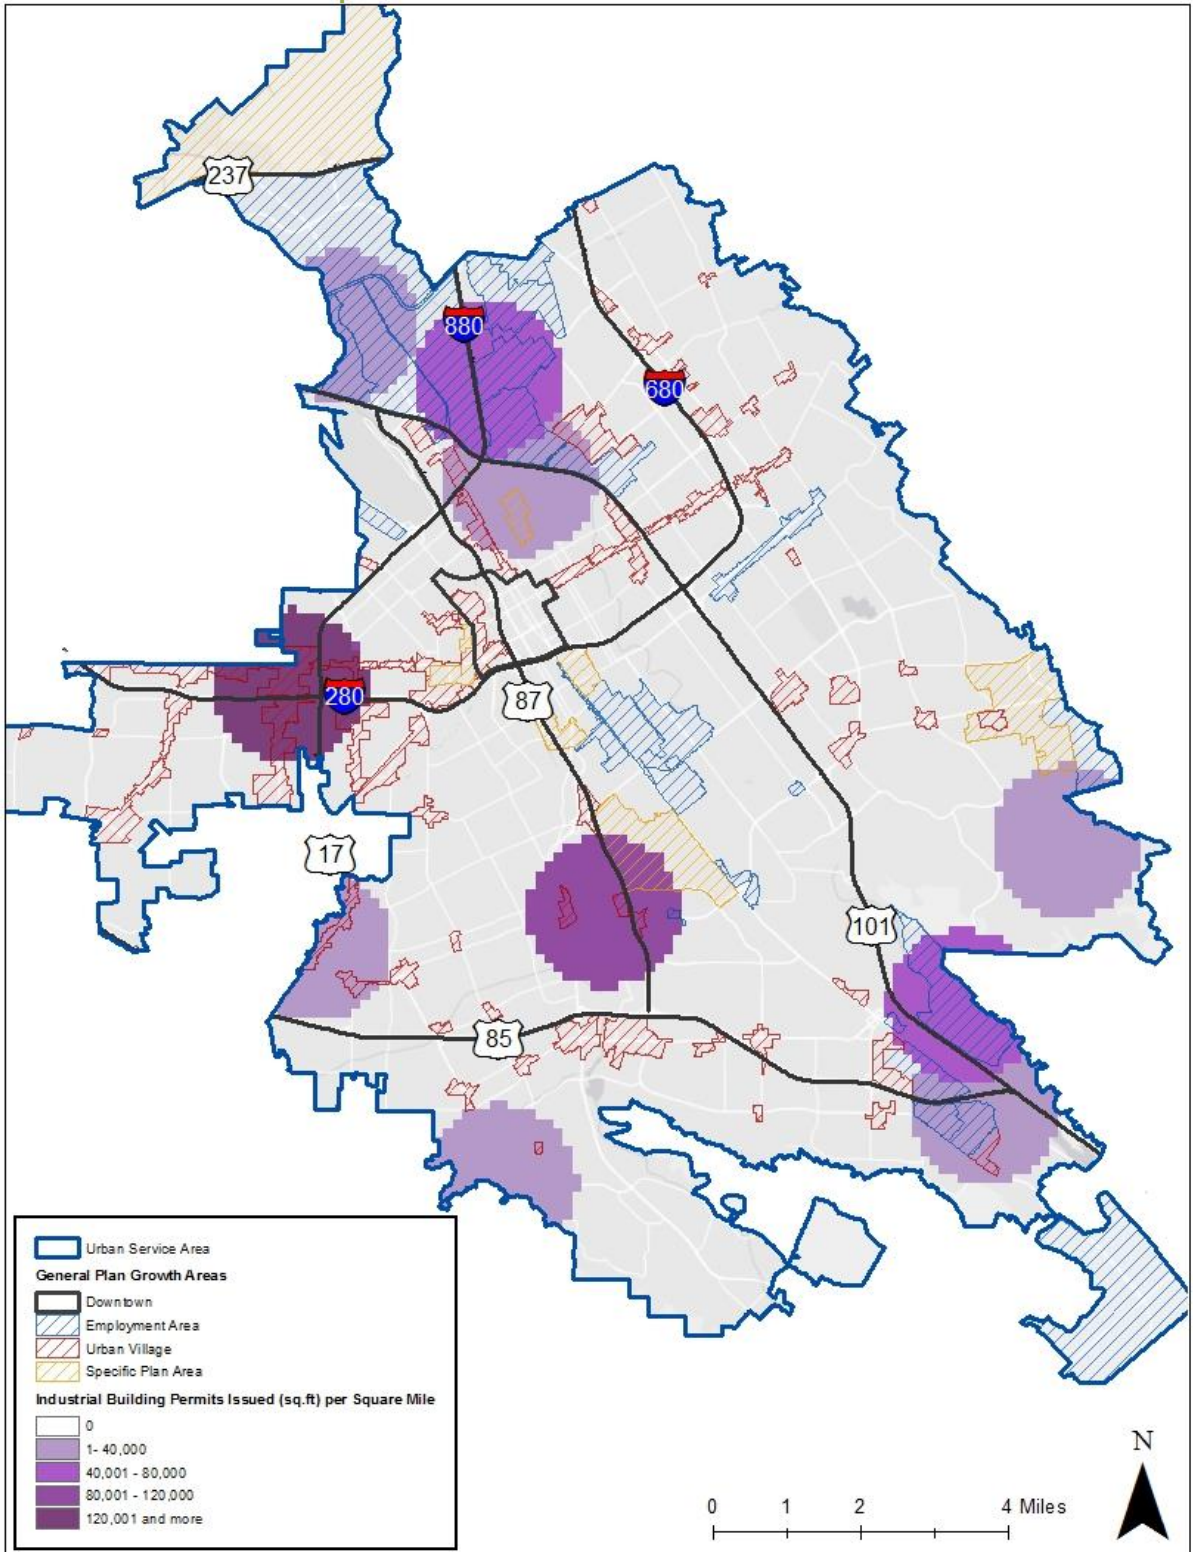 237
880
680
280
87
17
101
85
Urban Service Area
General Plan Growth Areas
Downtown
Employment Area
Urban Village
Specific Plan Area
Industrial Building Permits Issued (sq.ft) per Square Mile
0
1- 40,000
40,001 - 80,000
80,001 - 120,000
120,001 and more
N
0 1 2 4 Miles